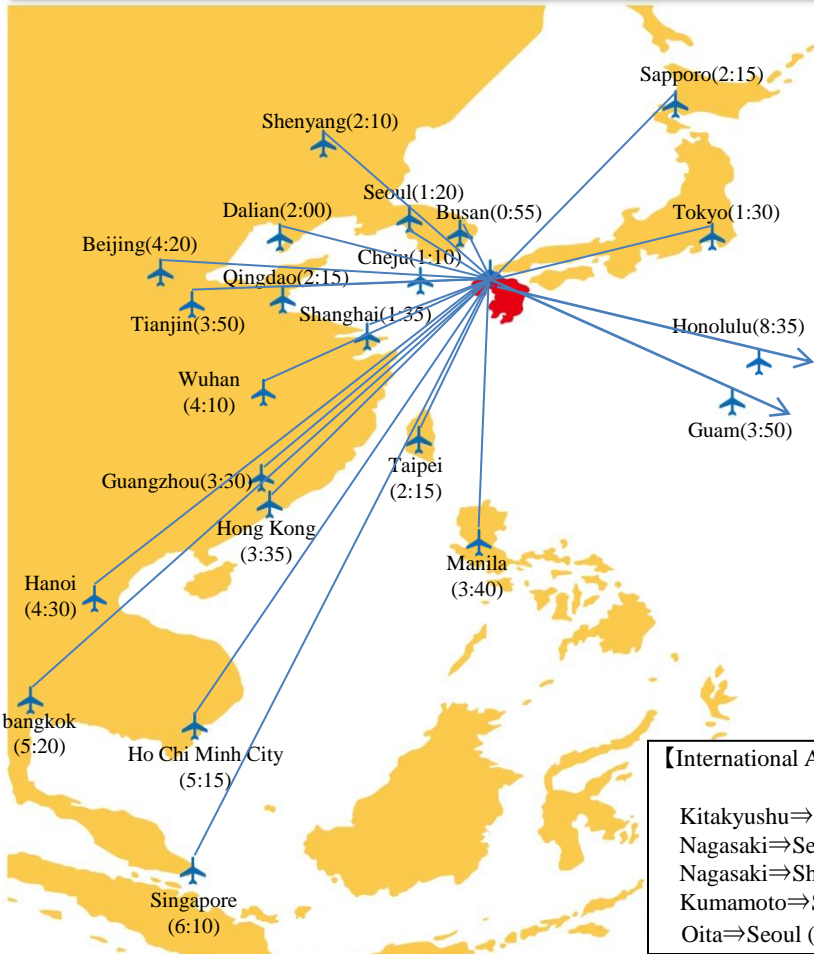 Sapporo(2:15)
Shenyang(2:10)
Seoul(1:20)
Dalian(2:00)
Busan(0:55)
Tokyo(1:30)
Beijing(4:20)
Cheju(1:10)
Qingdao(2:15)
Tianjin(3:50)
Shanghai(1:35)
Honolulu(8:35)
Wuhan
(4:10)
Guam(3:50)
Guangzhou(3:30)
Taipei
(2:15)
Hong Kong
(3:35)
Manila
(3:40)
Hanoi
(4:30)
bangkok
(5:20)
Ho Chi Minh City
(5:15)
Singapore
(6:10)
【International A
Kitakyushu⇒
Nagasaki⇒Se
Nagasaki⇒Sh
Kumamoto⇒S
Oita⇒Seoul (